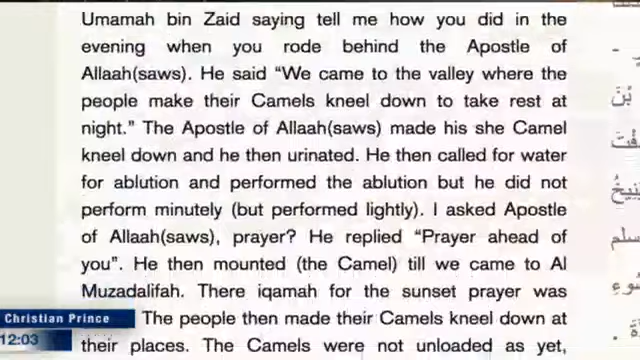 Umamah bin Zaid saying tell me how you did in the
evening when you rode behind the Apostle of
Allaah(saws). He said “We came to the valley where the
people make their Camels kneel down to take rest at
night.” The Apostle of Allaah(saws) made his she Camel
kneel down and he then urinated. He then called for water
for ablution and performed the ablution but he did not
perform minutely (but performed lightly). I asked Apostle
of Allaah(saws), prayer? He replied “Prayer ahead of
you”. He then mounted (the Camel) till we came to Al
Muzadalifah. There iqamah for the sunset prayer was
The people then made their Camels kneel down at
their places. The Camels were not unloaded as yet,
Christian Prince
12:03